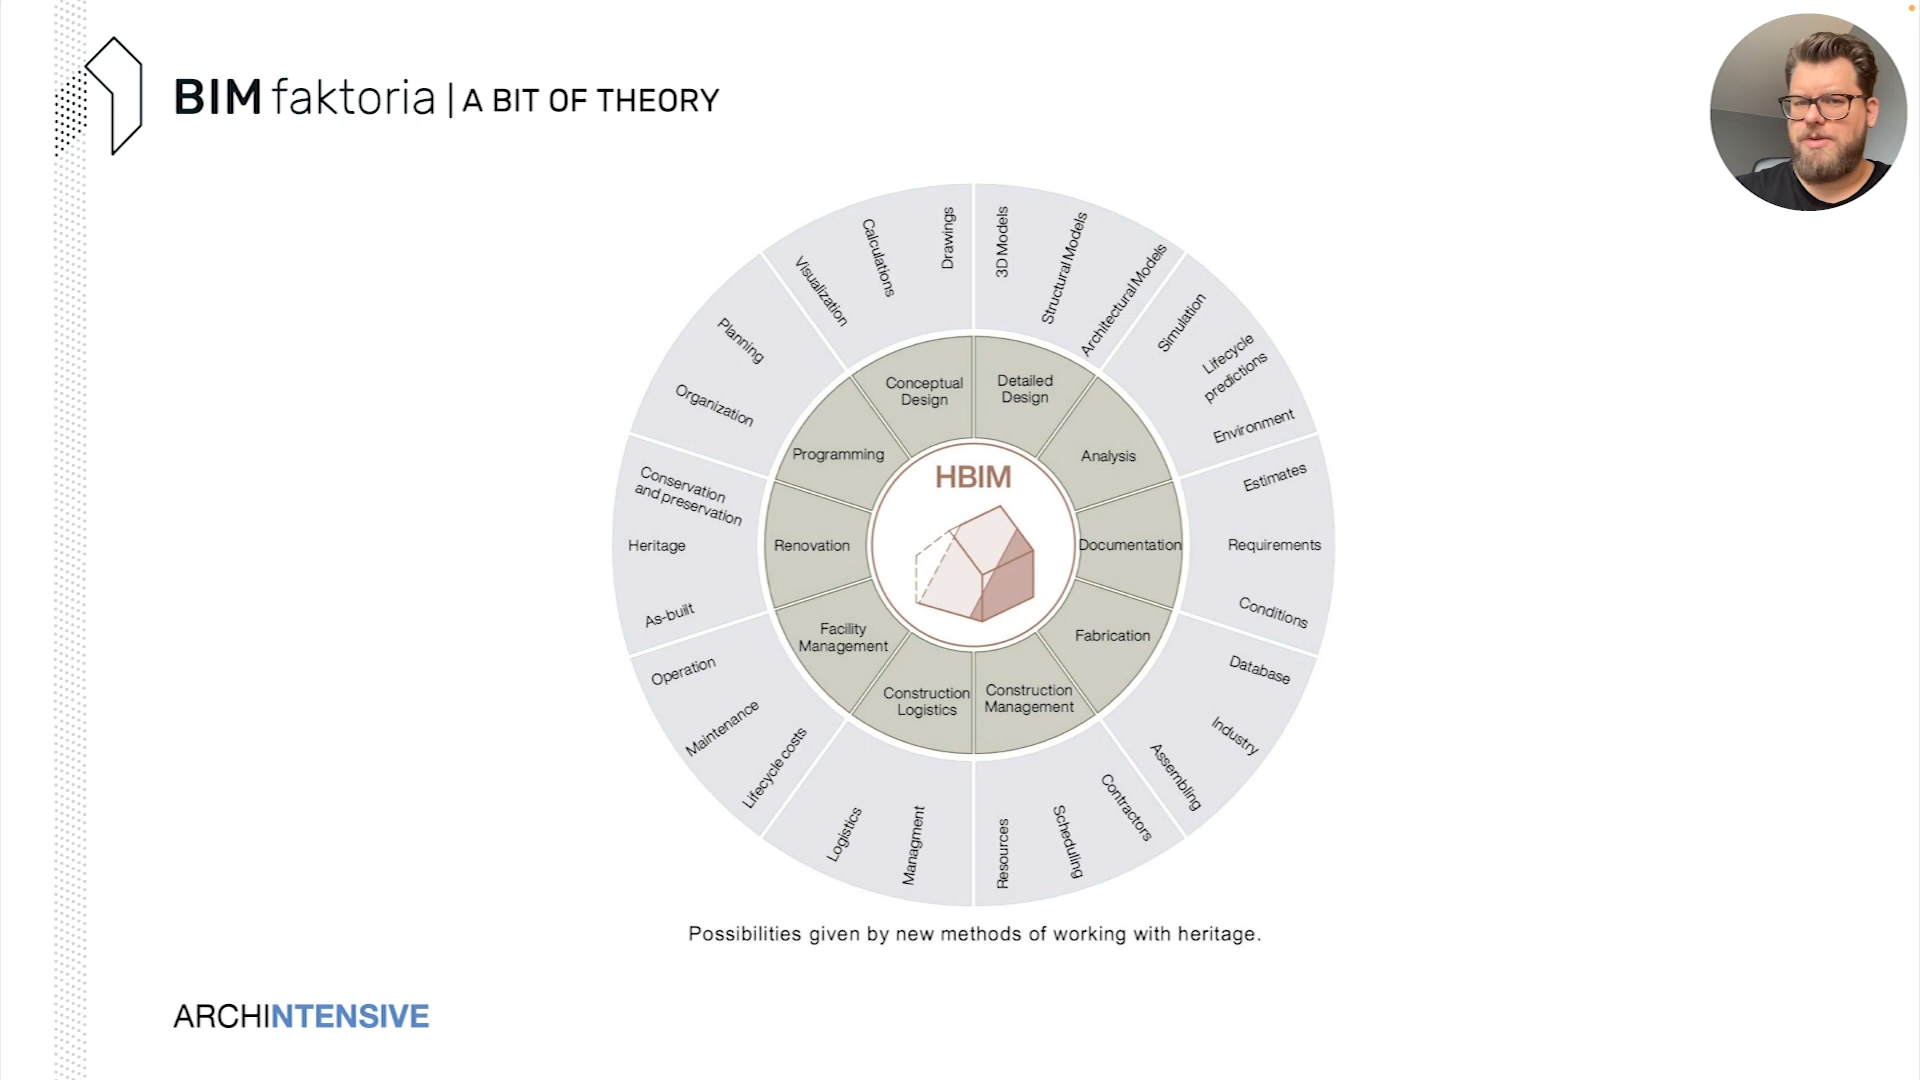 BIM faktoria | A BIT OF THEORY
Drawings
Calculations
Visualization
3D Models
Structural Models
Architectural Models
Simulation
Lifecycle
predictions
Environment
Estimates
Requirements
Conditions
Database
Industry
Assembling
Contractors
Scheduling
Resources
Managment
Logistics
Lifecycle costs
Maintenance
Operation
As-built
Heritage
Conservation
and preservation
Organization
Planning
Conceptual
Design
Detailed
Design
Analysis
Documentation
Fabrication
Construction
Management
Construction
Logistics
Facility
Management
Renovation
Programming
HBIM
Possibilities given by new methods of working with heritage.
ARCHINTENSIVE